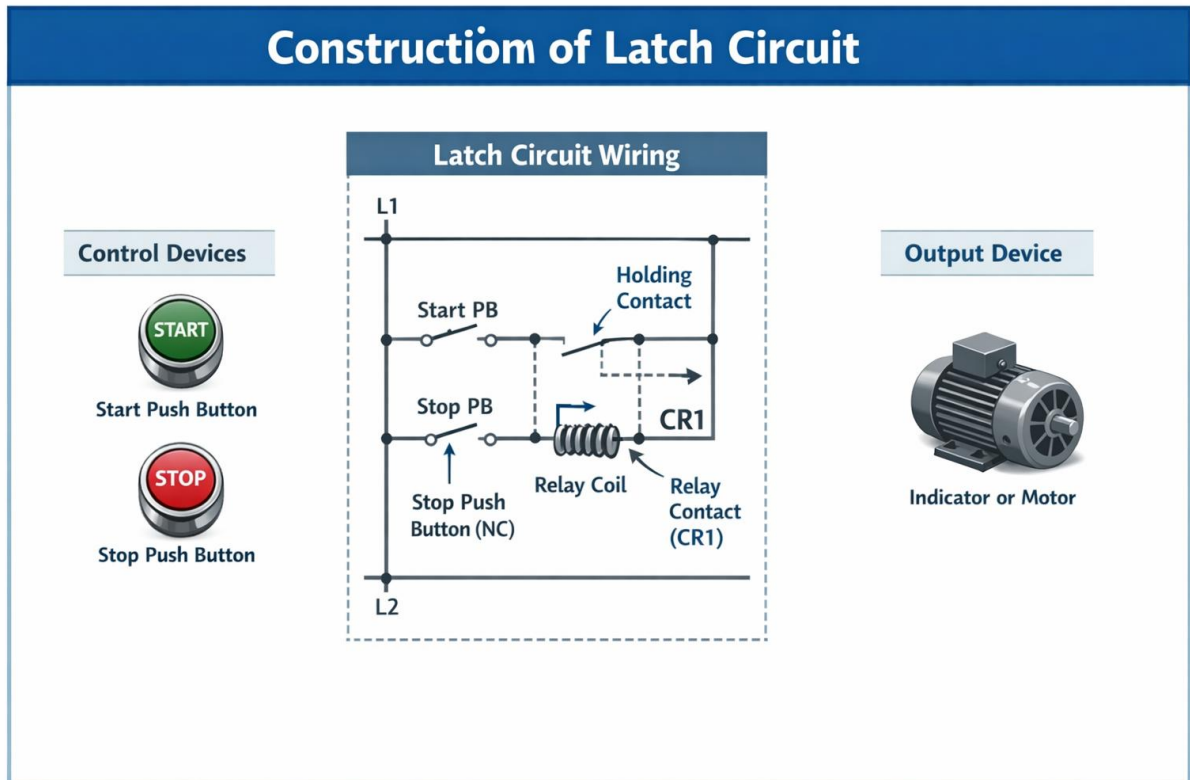 Constructiom of Latch Circuit
Latch Circuit Wiring
L1
Control Devices
Output Device
Holding
Contact
Start PB
START
Start Push Button
Stop PB
CR1
STOP
Relay Coil
Relay
Contact
(CR1)
Stop Push
Button (NC)
Indicator or Motor
Stop Push Button
L2